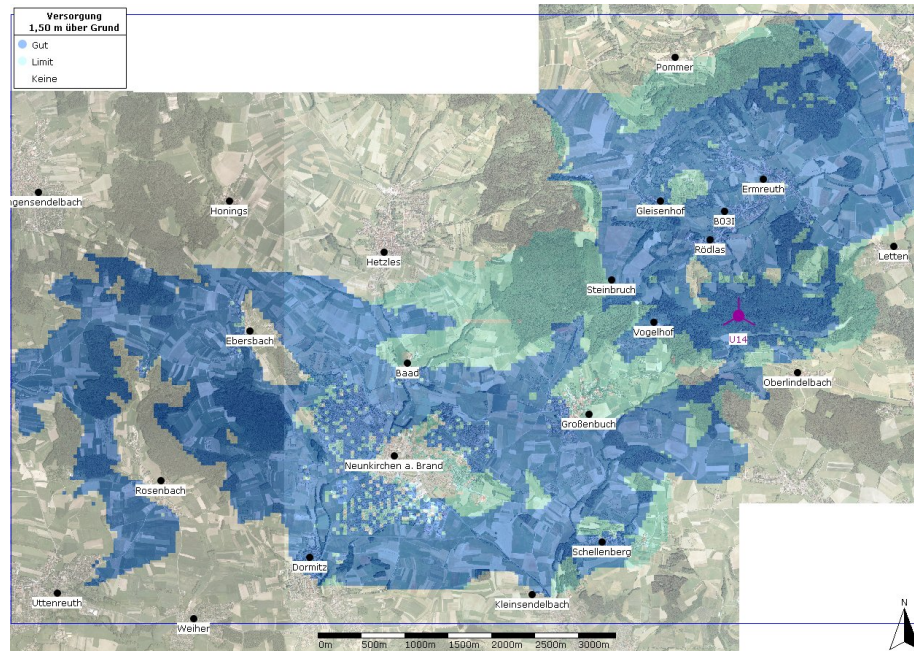 Versorgung
1,50 m über Grund
Gut
Limit
Keine
Pommer
Ermreuth
ngensendelbach
Honings
Gleisenhof
B03I
Rödlas
Letten
Hetzles
Steinbruch
Vogelhof
U14
Ebersbach
Baad
Oberlindelbach
Großenbuch
Neunkirchen a. Brand
Rosenbach
Schellenberg
Dormitz
Uttenreuth
Kleinsendelbach
Weiher
N
0m 500m 1000m 1500m 2000m 2500m 3000m